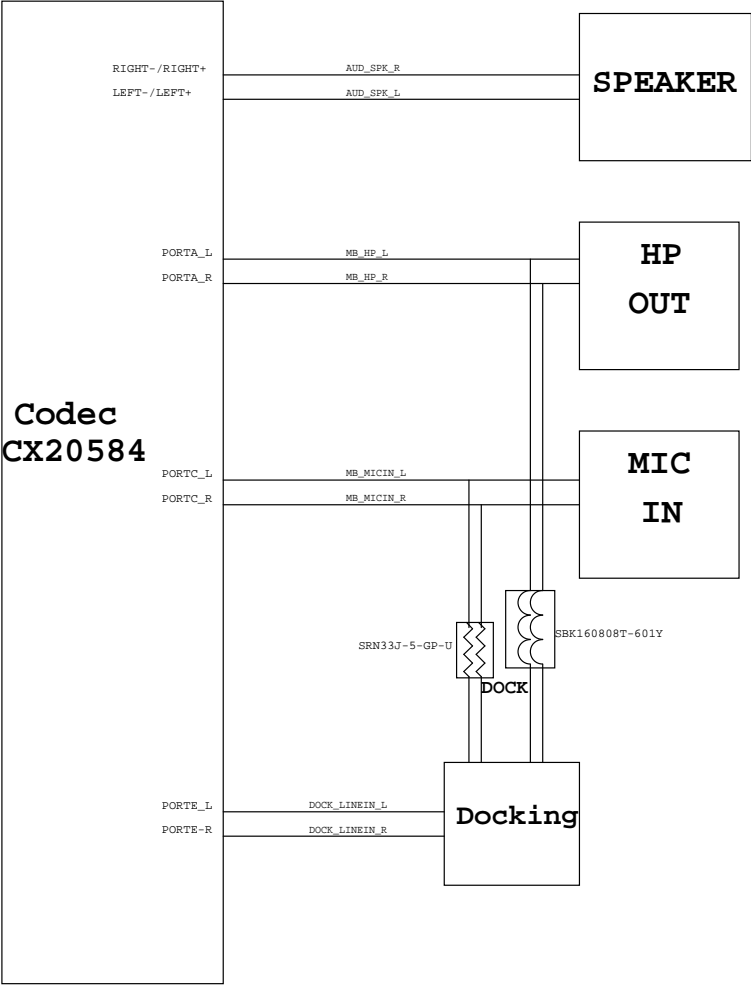 RIGHT-/RIGHT+
AUD_SPK_R
LEFT-/LEFT+
AUD_SPK_L
SPEAKER
PORTA_L
MB_HP_L
PORTA_R
MB_HP_R
HP
OUT
Codec
CX20584
PORTC_L
MB_MICIN_L
PORTC_R
MB_MICIN_R
MIC
IN
SRN33J-5-GP-U
SBK160808T-601Y
DOCK
PORTE_L
DOCK_LINEIN_L
PORTE-R
DOCK_LINEIN_R
Docking